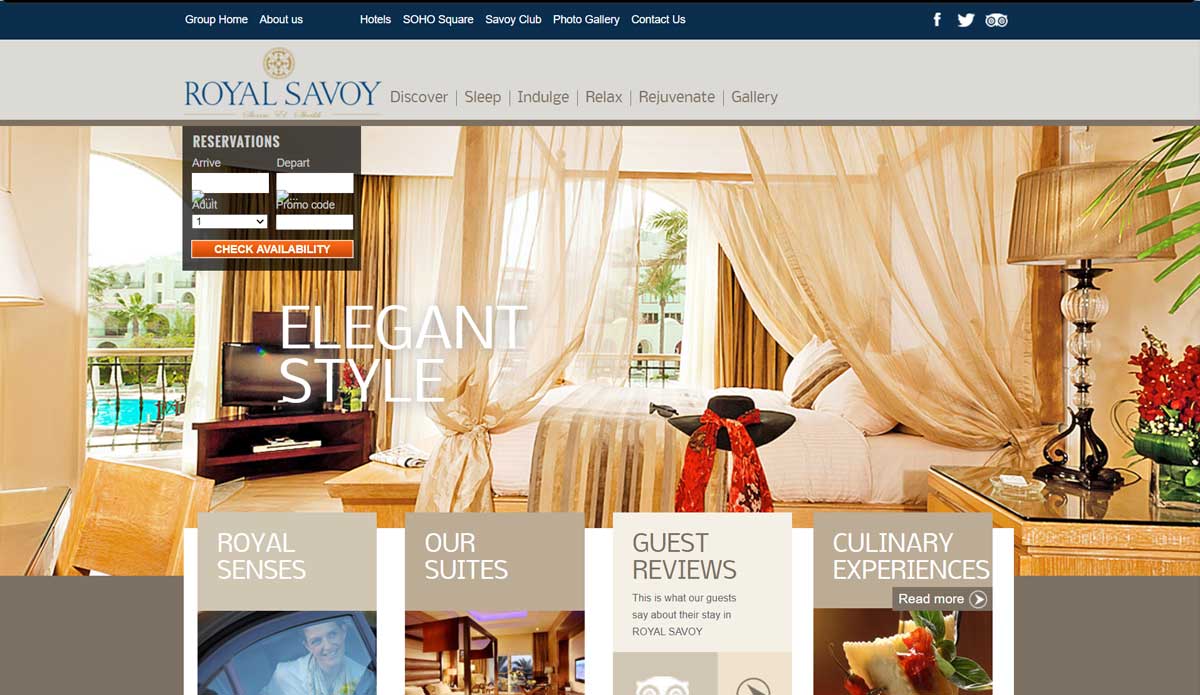 Group Home About us Hotels SOHO Square Savoy Club Photo Gallery Contact Us
ROYAL SAVOY
Sharm El Sheikh
Discover | Sleep | Indulge | Relax | Rejuvenate | Gallery
RESERVATIONS
Arrive Depart
Adult Promo code
1
CHECK AVAILABILITY
ELEGANT
STYLE
ROYAL
SENSES
OUR
SUITES
GUEST
REVIEWS
This is what our guests
say about their stay in
ROYAL SAVOY
CULINARY
EXPERIENCES
Read more